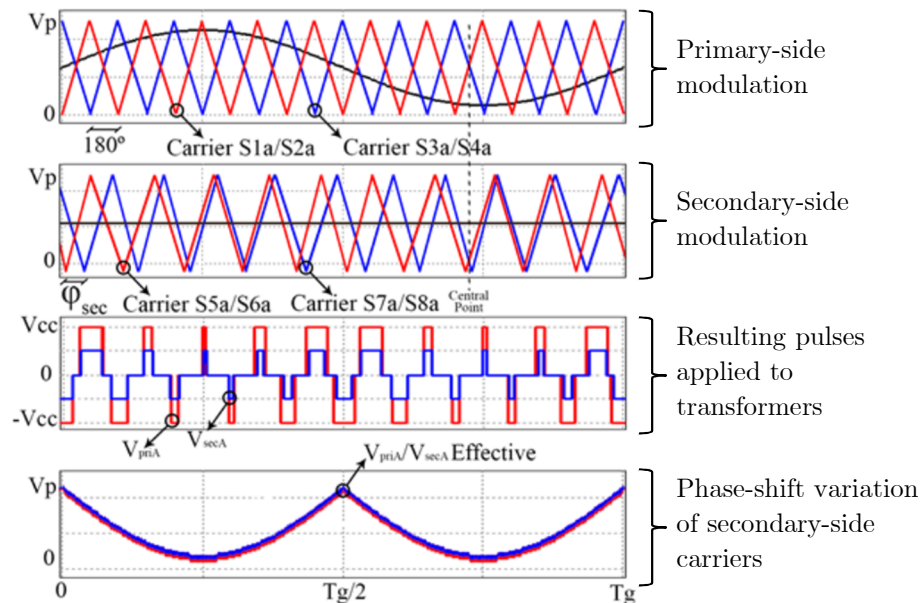 Vp
0
180º
Carrier S1a/S2a
Carrier S3a/S4a
Primary-side
modulation
Vp
0
φsec
Carrier S5a/S6a
Carrier S7a/S8a
Central
Point
Secondary-side
modulation
Vcc
0
-Vcc
VpriA
VsecA
Resulting pulses
applied to
transformers
VpriA/VsecA Effective
Vp
0
0
Tg/2
Tg
Phase-shift variation
of secondary-side
carriers